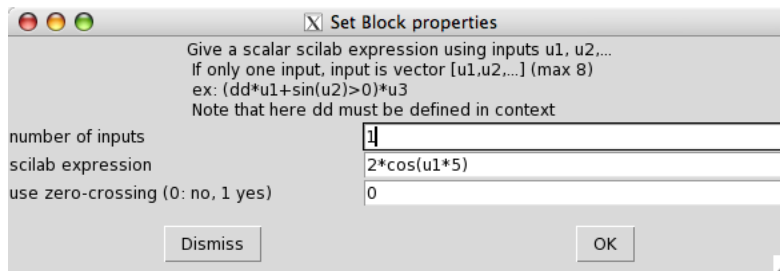 Set Block properties
Give a scalar scilab expression using inputs u1, u2,...
If only one input, input is vector [u1,u2,...] (max 8)
ex: (dd*u1+sin(u2)>0)*u3
Note that here dd must be defined in context
number of inputs 1
scilab expression 2*cos(u1*5)
use zero-crossing (0: no, 1 yes) 0
Dismiss OK